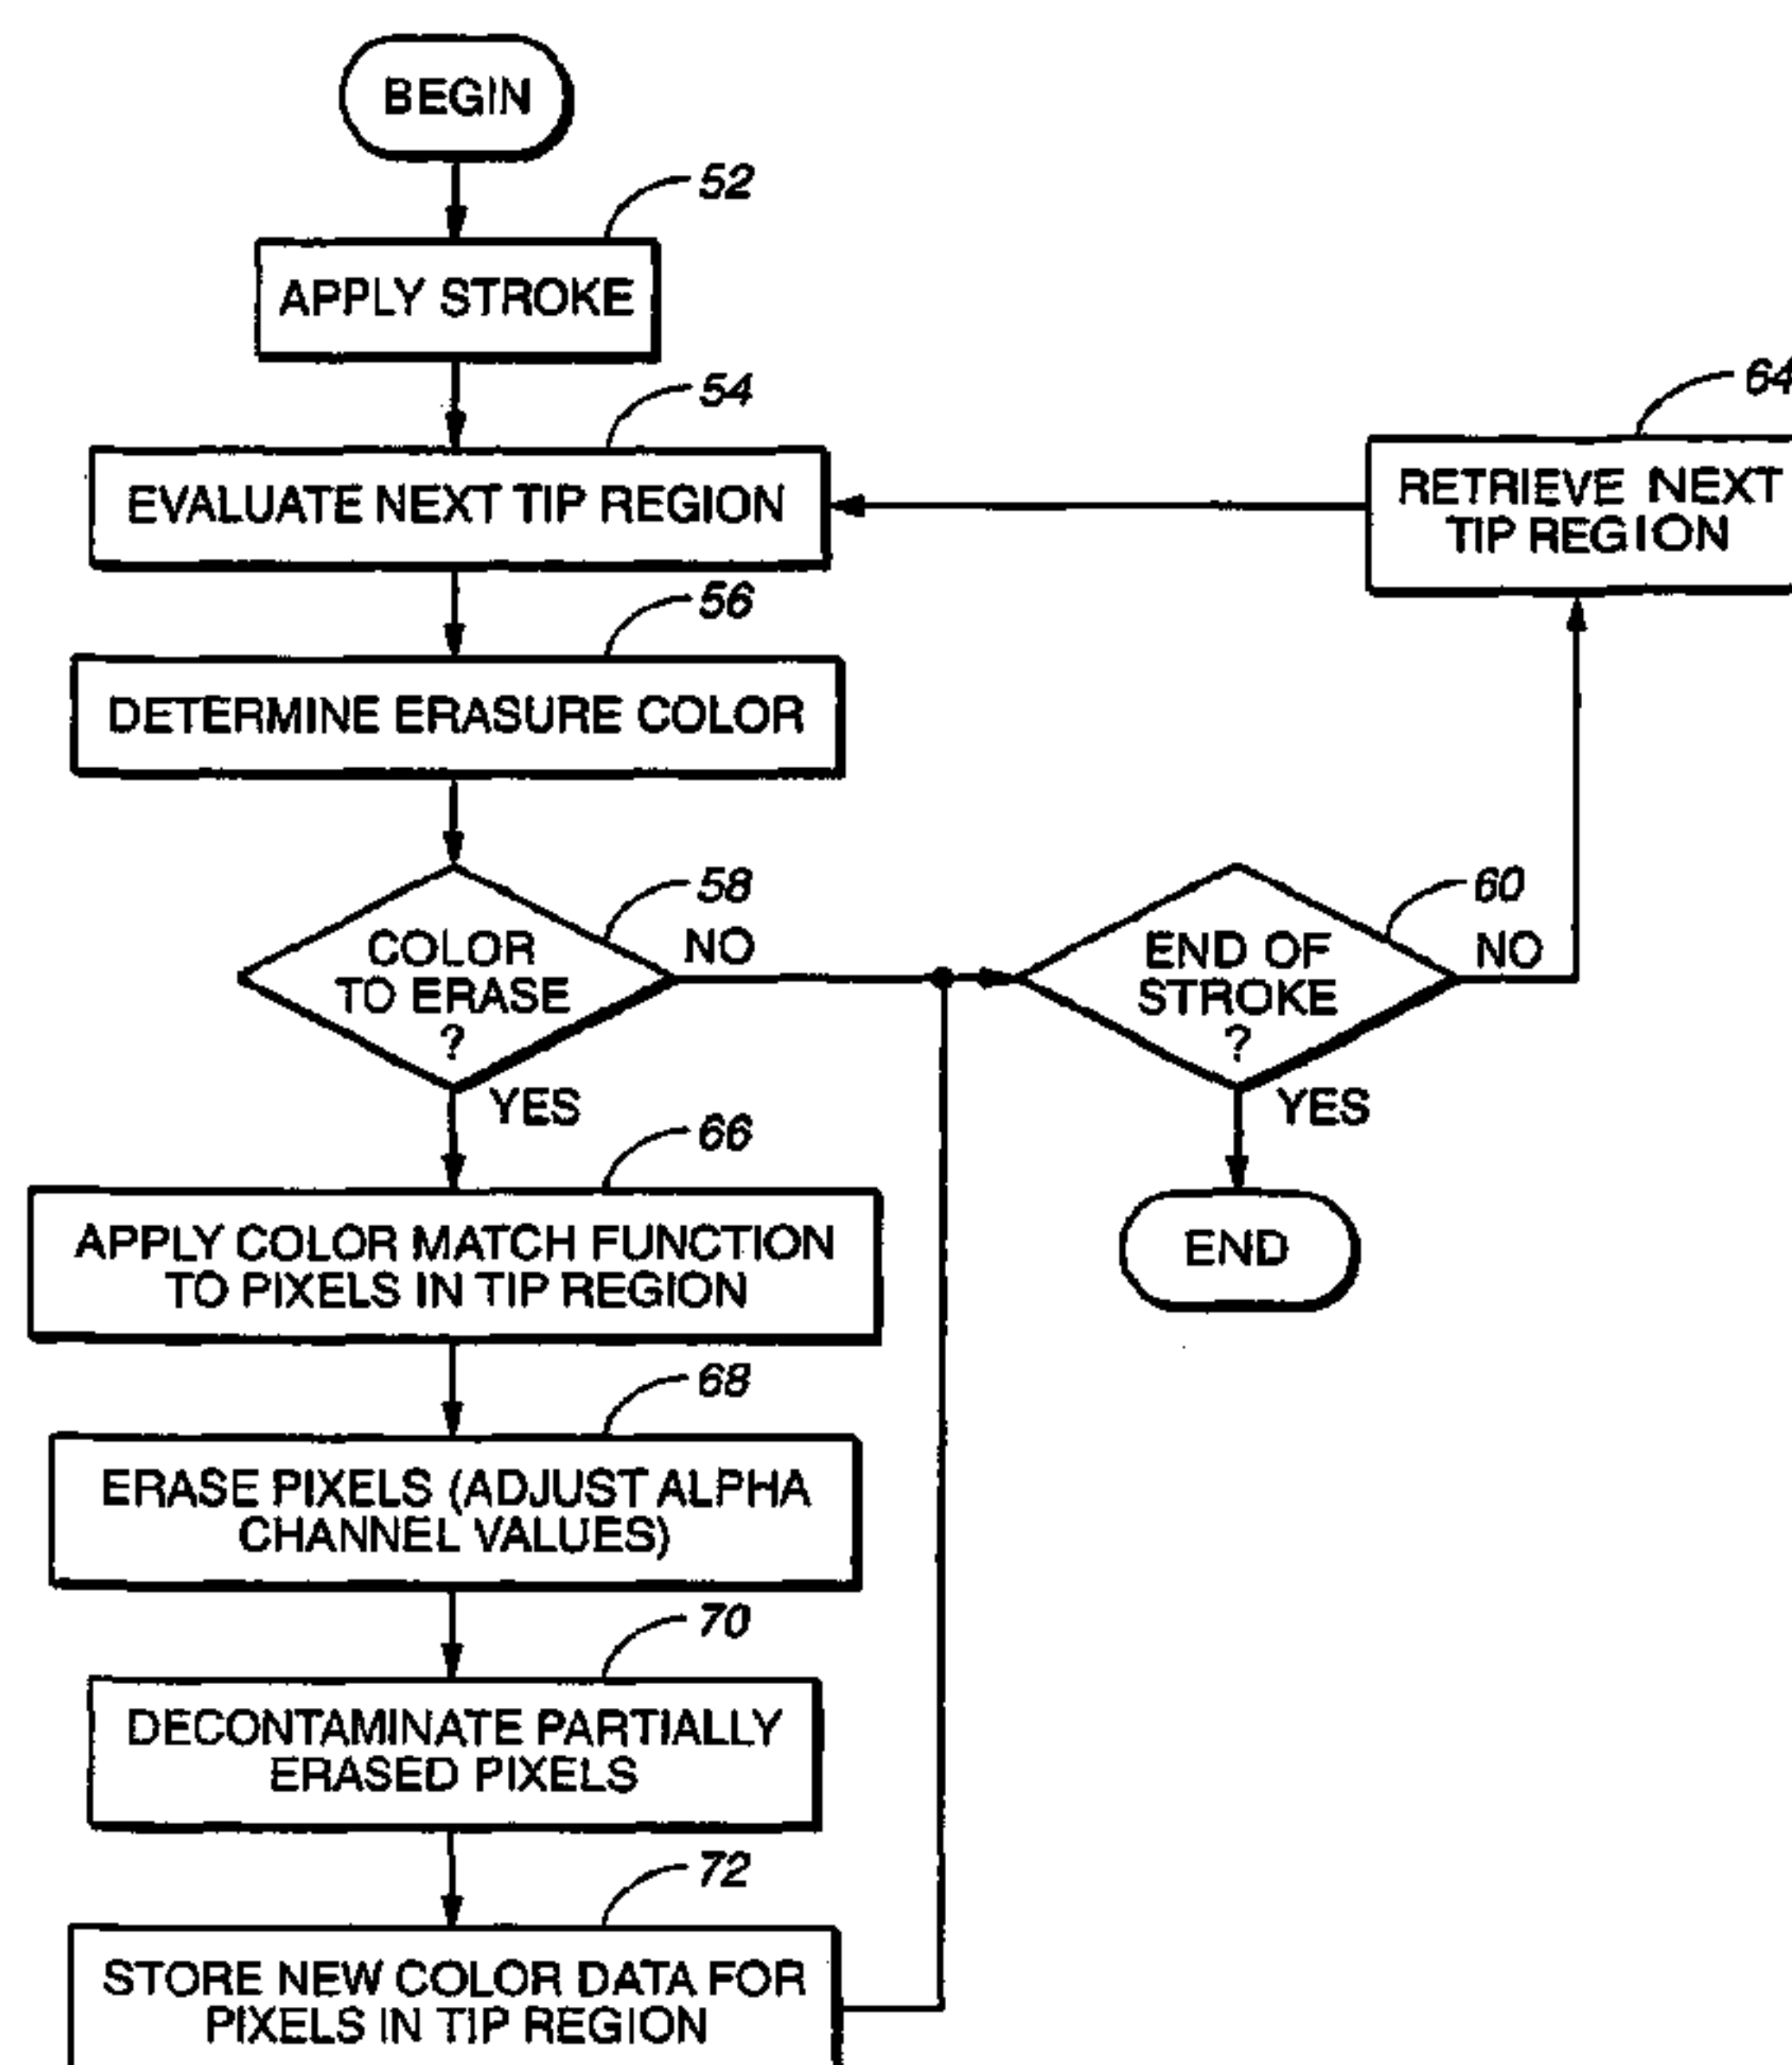 BEGIN
52
APPLY STROKE
54
EVALUATE NEXT TIP REGION
64
RETRIEVE NEXT
TIP REGION
56
DETERMINE ERASURE COLOR
58
COLOR
TO ERASE
?
NO
YES
60
END OF
STROKE
?
NO
YES
END
66
APPLY COLOR MATCH FUNCTION
TO PIXELS IN TIP REGION
68
ERASE PIXELS (ADJUST ALPHA
CHANNEL VALUES)
70
DECONTAMINATE PARTIALLY
ERASED PIXELS
72
STORE NEW COLOR DATA FOR
PIXELS IN TIP REGION